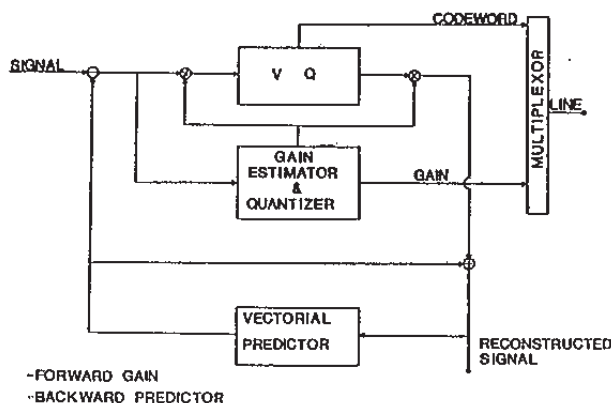 CODEWORD
SIGNAL
V Q
MULTIPLEXOR
LINE
GAIN
ESTIMATOR
&
QUANTIZER
GAIN
VECTORIAL
PREDICTOR
RECONSTRUCTED
SIGNAL
-FORWARD GAIN
-BACKWARD PREDICTOR